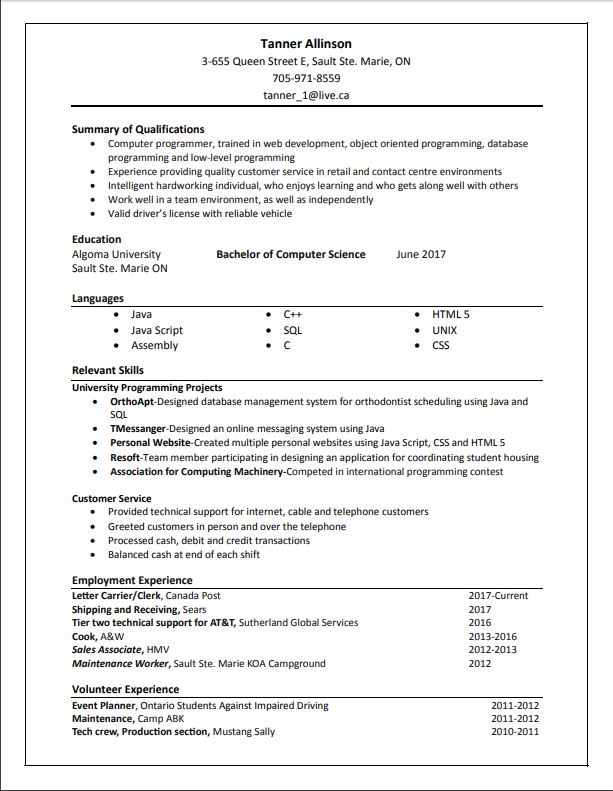 Tanner Allinson
3-655 Queen Street E, Sault Ste. Marie, ON
705-971-8559
tanner_1@live.ca
Summary of Qualifications
• Computer programmer, trained in web development, object oriented programming, database
programming and low-level programming
• Experience providing quality customer service in retail and contact centre environments
• Intelligent hardworking individual, who enjoys learning and who gets along well with others
• Work well in a team environment, as well as independently
• Valid driver's license with reliable vehicle
Education
Algoma University Bachelor of Computer Science June 2017
Sault Ste. Marie ON
Languages
• Java • C++ • HTML 5
• Java Script • SQL • UNIX
• Assembly • C • CSS
Relevant Skills
University Programming Projects
• OrthoApt-Designed database management system for orthodontist scheduling using Java and
SQL
• TMessanger-Designed an online messaging system using Java
• Personal Website-Created multiple personal websites using Java Script, CSS and HTML 5
• Resoft-Team member participating in designing an application for coordinating student housing
• Association for Computing Machinery-Competed in international programming contest
Customer Service
• Provided technical support for internet, cable and telephone customers
• Greeted customers in person and over the telephone
• Processed cash, debit and credit transactions
• Balanced cash at end of each shift
Employment Experience
Letter Carrier/Clerk, Canada Post 2017-Current
Shipping and Receiving, Sears 2017
Tier two technical support for AT&T, Sutherland Global Services 2016
Cook, A&W 2013-2016
Sales Associate, HMV 2012-2013
Maintenance Worker, Sault Ste. Marie KOA Campground 2012
Volunteer Experience
Event Planner, Ontario Students Against Impaired Driving 2011-2012
Maintenance, Camp ABK 2011-2012
Tech crew, Production section, Mustang Sally 2010-2011